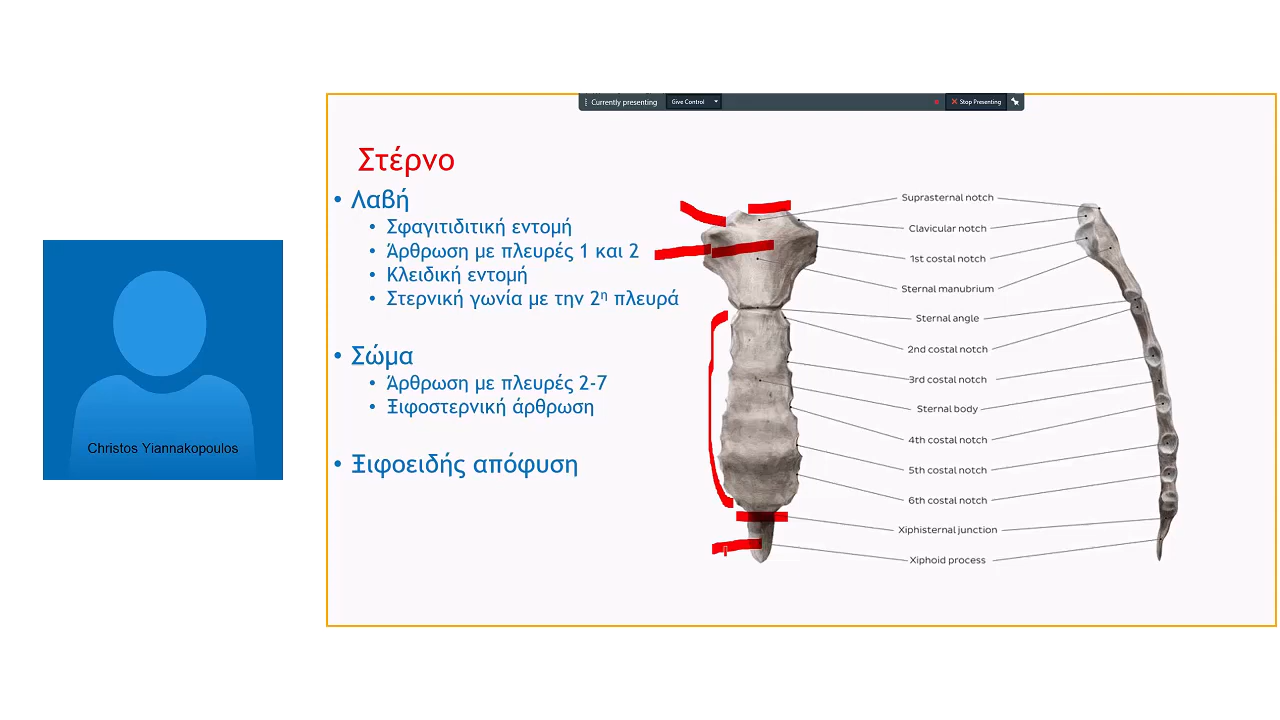 Currently presenting
Give Control
Stop Presenting
Στέρνο
• Λαβή
• Σφαγιτιδιτική εντομή
• Άρθρωση με πλευρές 1 και 2
• Κλειδική εντομή
• Στερνική γωνία με την 2η πλευρά
• Σώμα
• Άρθρωση με πλευρές 2-7
• Ξιφοστερνική άρθρωση
• Ξιφοειδής απόφυση
Suprasternal notch
Clavicular notch
1st costal notch
Sternal manubrium
Sternal angle
2nd costal notch
3rd costal notch
Sternal body
4th costal notch
5th costal notch
6th costal notch
Xiphisternal junction
Xiphoid process
Christos Yiannakopoulos